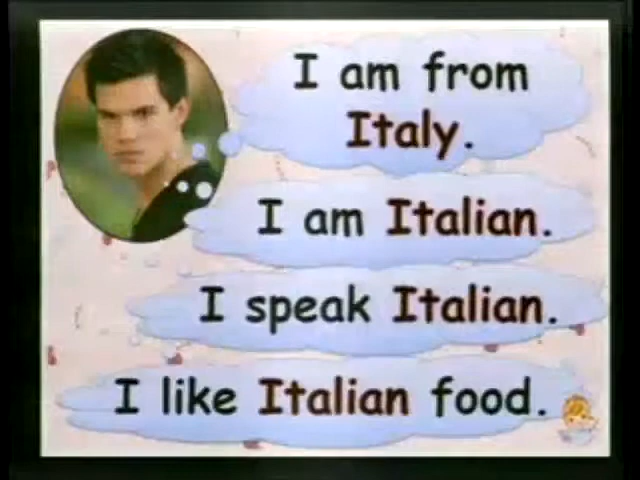 I am from
Italy.
I am Italian.
I speak Italian.
I like Italian food.